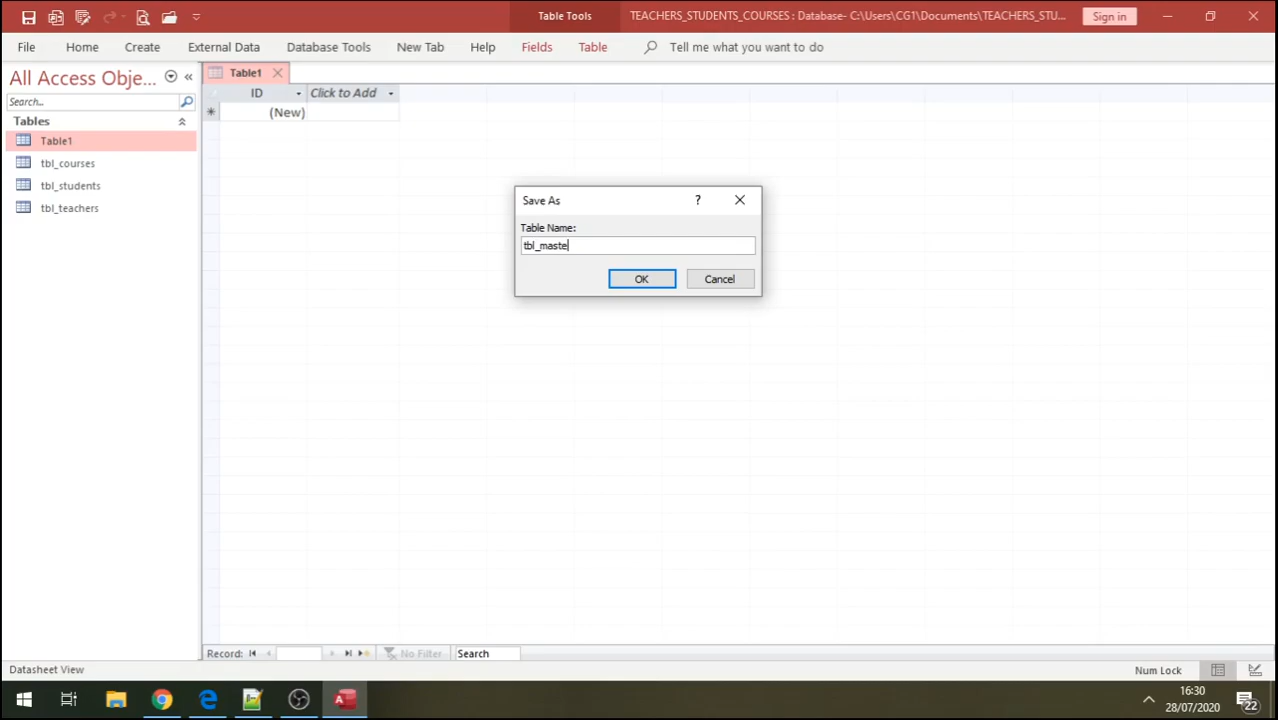 Table Tools
TEACHERS_STUDENTS_COURSES : Database- C:\Users\CG1\Documents\TEACHERS_STU...
Sign in
File Home Create External Data Database Tools New Tab Help Fields Table Tell me what you want to do
All Access Obje...
Search...
Tables
Table1
tbl_courses
tbl_students
tbl_teachers
Table1
ID Click to Add
(New)
Save As
?
Table Name:
tbl_maste
OK Cancel
Record: No Filter Search
Datasheet View
Num Lock
16:30
28/07/2020
22